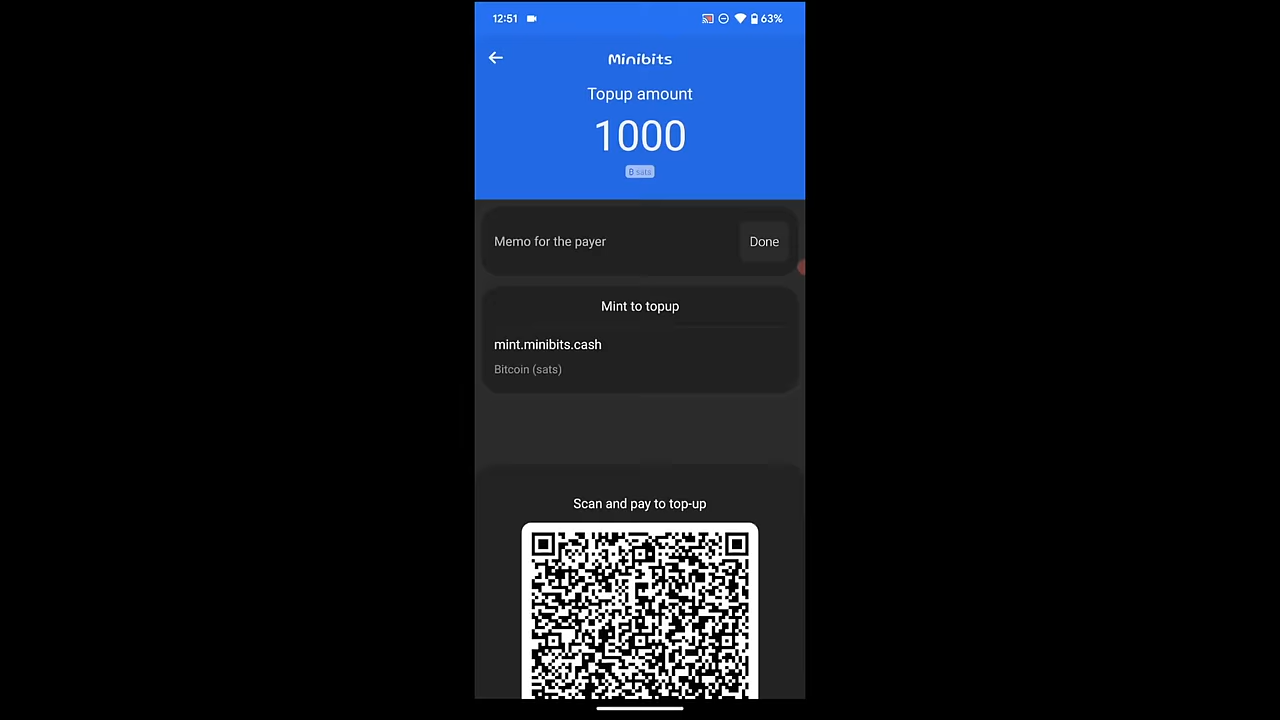 12:51
63%
Minibits
Topup amount
1000
₿ sats
Memo for the payer
Done
Mint to topup
mint.minibits.cash
Bitcoin (sats)
Scan and pay to top-up